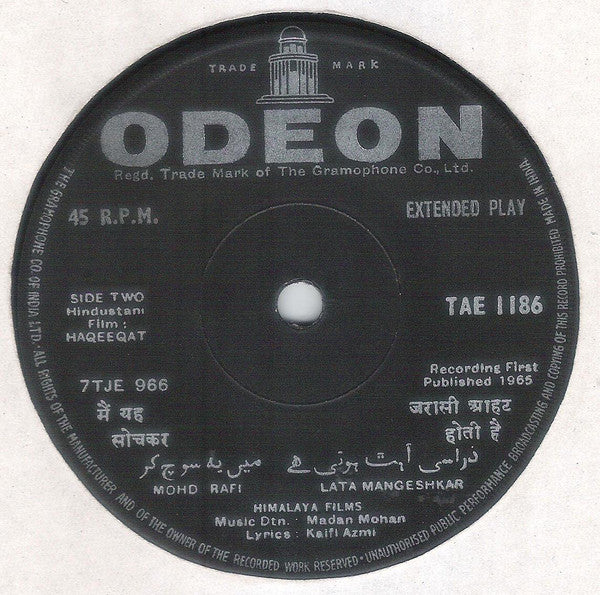 TRADE MARK
ODEON
Regd. Trade Mark of The Gramophone Co., Ltd.
45 R.P.M.
EXTENDED PLAY
SIDE TWO
Hindustani
Film :
HAQEEQAT
TAE 1186
7TJE 966
Recording First
Published 1965
मैं यह
सोचकर
जरासी आहट
होती है
میں یہ سوچ کر
ذراسی آہٹ ہوتی ہے
MOHD RAFI
LATA MANGESHKAR
HIMALAYA FILMS
Music Dtn. : Madan Mohan
Lyrics : Kaifi Azmi
THE GRAMOPHONE CO. OF INDIA LTD. · ALL RIGHTS OF THE MANUFACTURER AND OF THE OWNER OF THE RECORDED WORK RESERVED · UNAUTHORISED PUBLIC PERFORMANCE BROADCASTING AND COPYING OF THIS RECORD PROHIBITED MADE IN INDIA.